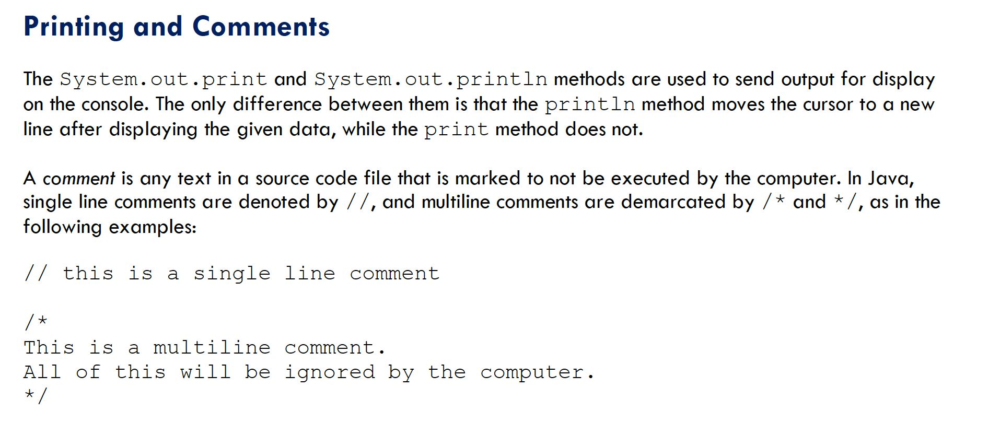 Printing and Comments
The System.out.print and System.out.println methods are used to send output for display
on the console. The only difference between them is that the println method moves the cursor to a new
line after displaying the given data, while the print method does not.
A comment is any text in a source code file that is marked to not be executed by the computer. In Java,
single line comments are denoted by //, and multiline comments are demarcated by /* and */, as in the
following examples:
// this is a single line comment
/*
This is a multiline comment.
All of this will be ignored by the computer.
*/